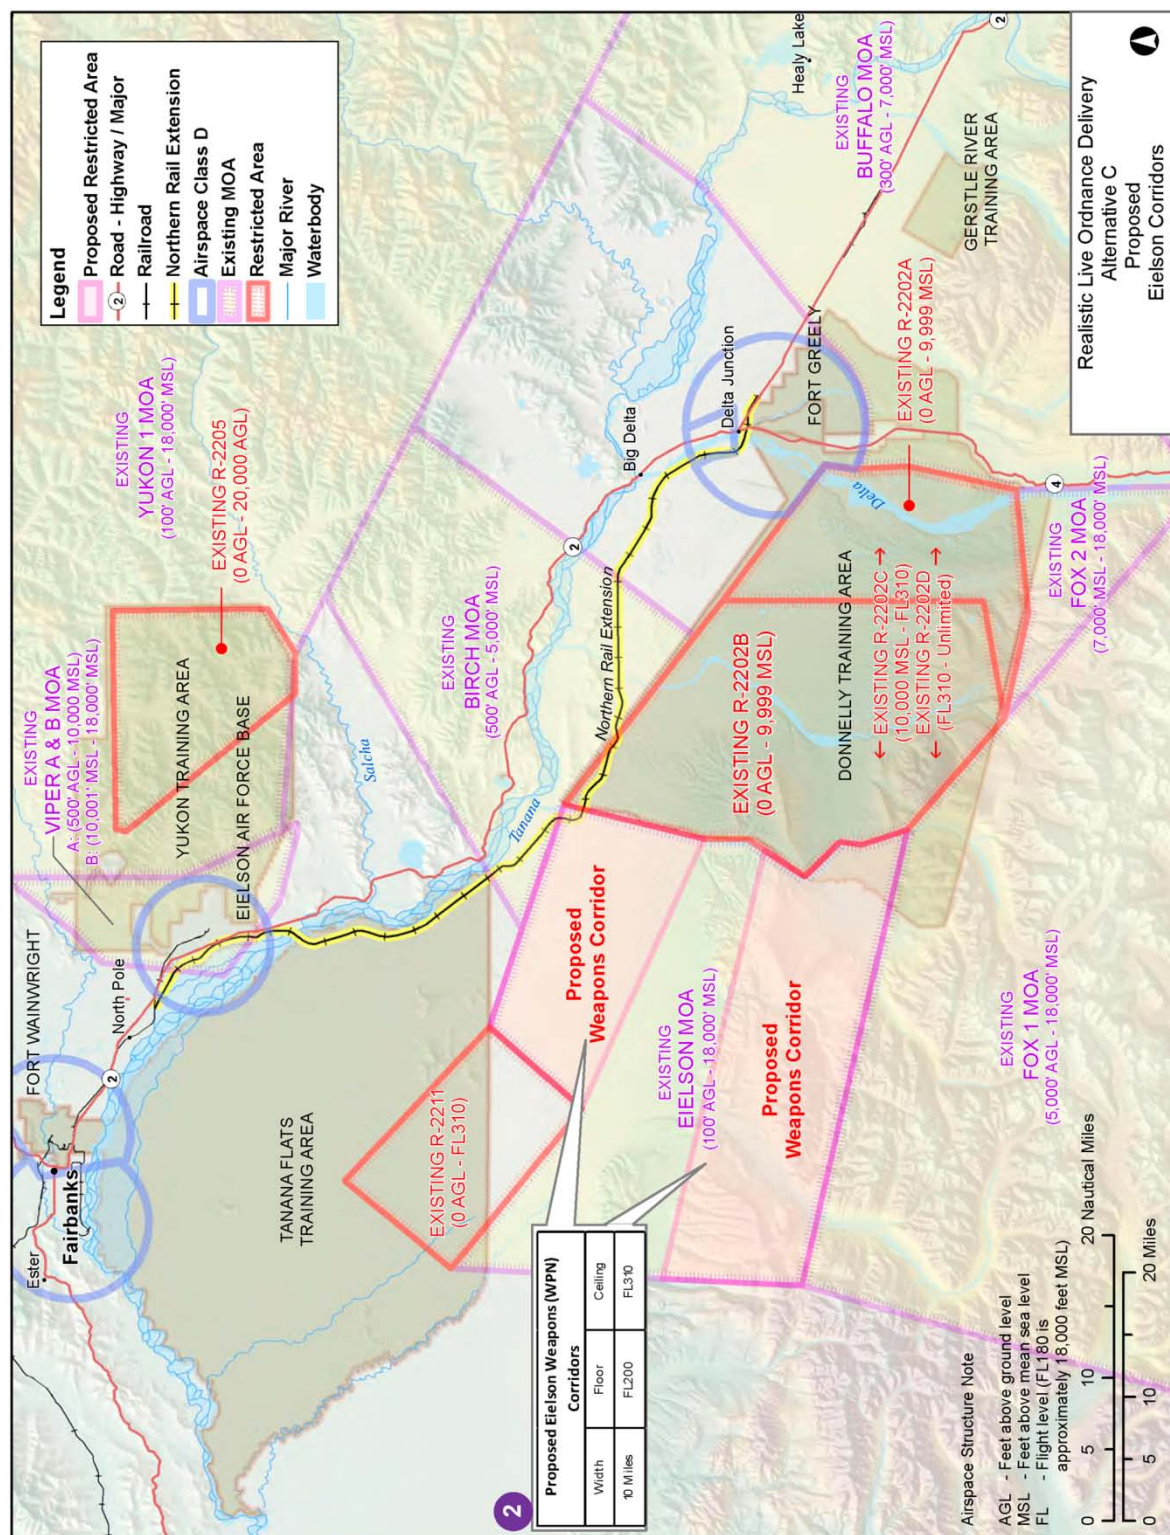 Legend
Proposed Restricted Area
2 Road - Highway / Major
Railroad
Northern Rail Extension
Airspace Class D
Existing MOA
Restricted Area
Major River
Waterbody
EXISTING
VIPER A & B MOA
A: (500' AGL - 10,000 MSL)
B: (10,001' MSL - 18,000' MSL)
EXISTING
YUKON 1 MOA
(100' AGL - 18,000' MSL)
EXISTING R-2205
(0 AGL - 20,000 AGL)
YUKON TRAINING AREA
EIELSON AIR FORCE BASE
FORT WAINWRIGHT
North Pole
2
Fairbanks
Ester
Salcha
TANANA FLATS
TRAINING AREA
EXISTING R-2211
(0 AGL - FL310)
EXISTING
BIRCH MOA
(500' AGL - 5,000' MSL)
Tanana
2
Northern Rail Extension
Big Delta
Delta Junction
FORT GREELY
Healy Lake
2
EXISTING
BUFFALO MOA
(300' AGL - 7,000' MSL)
GERSTLE RIVER
TRAINING AREA
EXISTING R-2202A
(0 AGL - 9,999 MSL)
Delta
4
EXISTING R-2202B
(0 AGL - 9,999 MSL)
DONNELLY TRAINING AREA
EXISTING R-2202C
(10,000 MSL - FL310)
EXISTING R-2202D
(FL310 - Unlimited)
EXISTING
FOX 2 MOA
(7,000' MSL - 18,000' MSL)
Proposed
Weapons Corridor
EXISTING
EIELSON MOA
(100' AGL - 18,000' MSL)
Proposed
Weapons Corridor
EXISTING
FOX 1 MOA
(5,000' AGL - 18,000' MSL)
2
Proposed Eielson Weapons (WPN)
Corridors
Width Floor Ceiling
10 Miles FL200 FL310
Airspace Structure Note
AGL - Feet above ground level
MSL - Feet above mean sea level
FL - Flight level (FL180 is
approximately 18,000 feet MSL)
0 5 10 20 Nautical Miles
0 5 10 20 Miles
Realistic Live Ordnance Delivery
Alternative C
Proposed
Eielson Corridors